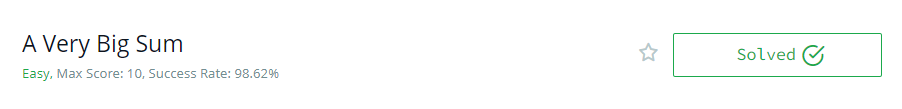 A Very Big Sum
Easy, Max Score: 10, Success Rate: 98.62%
Solved